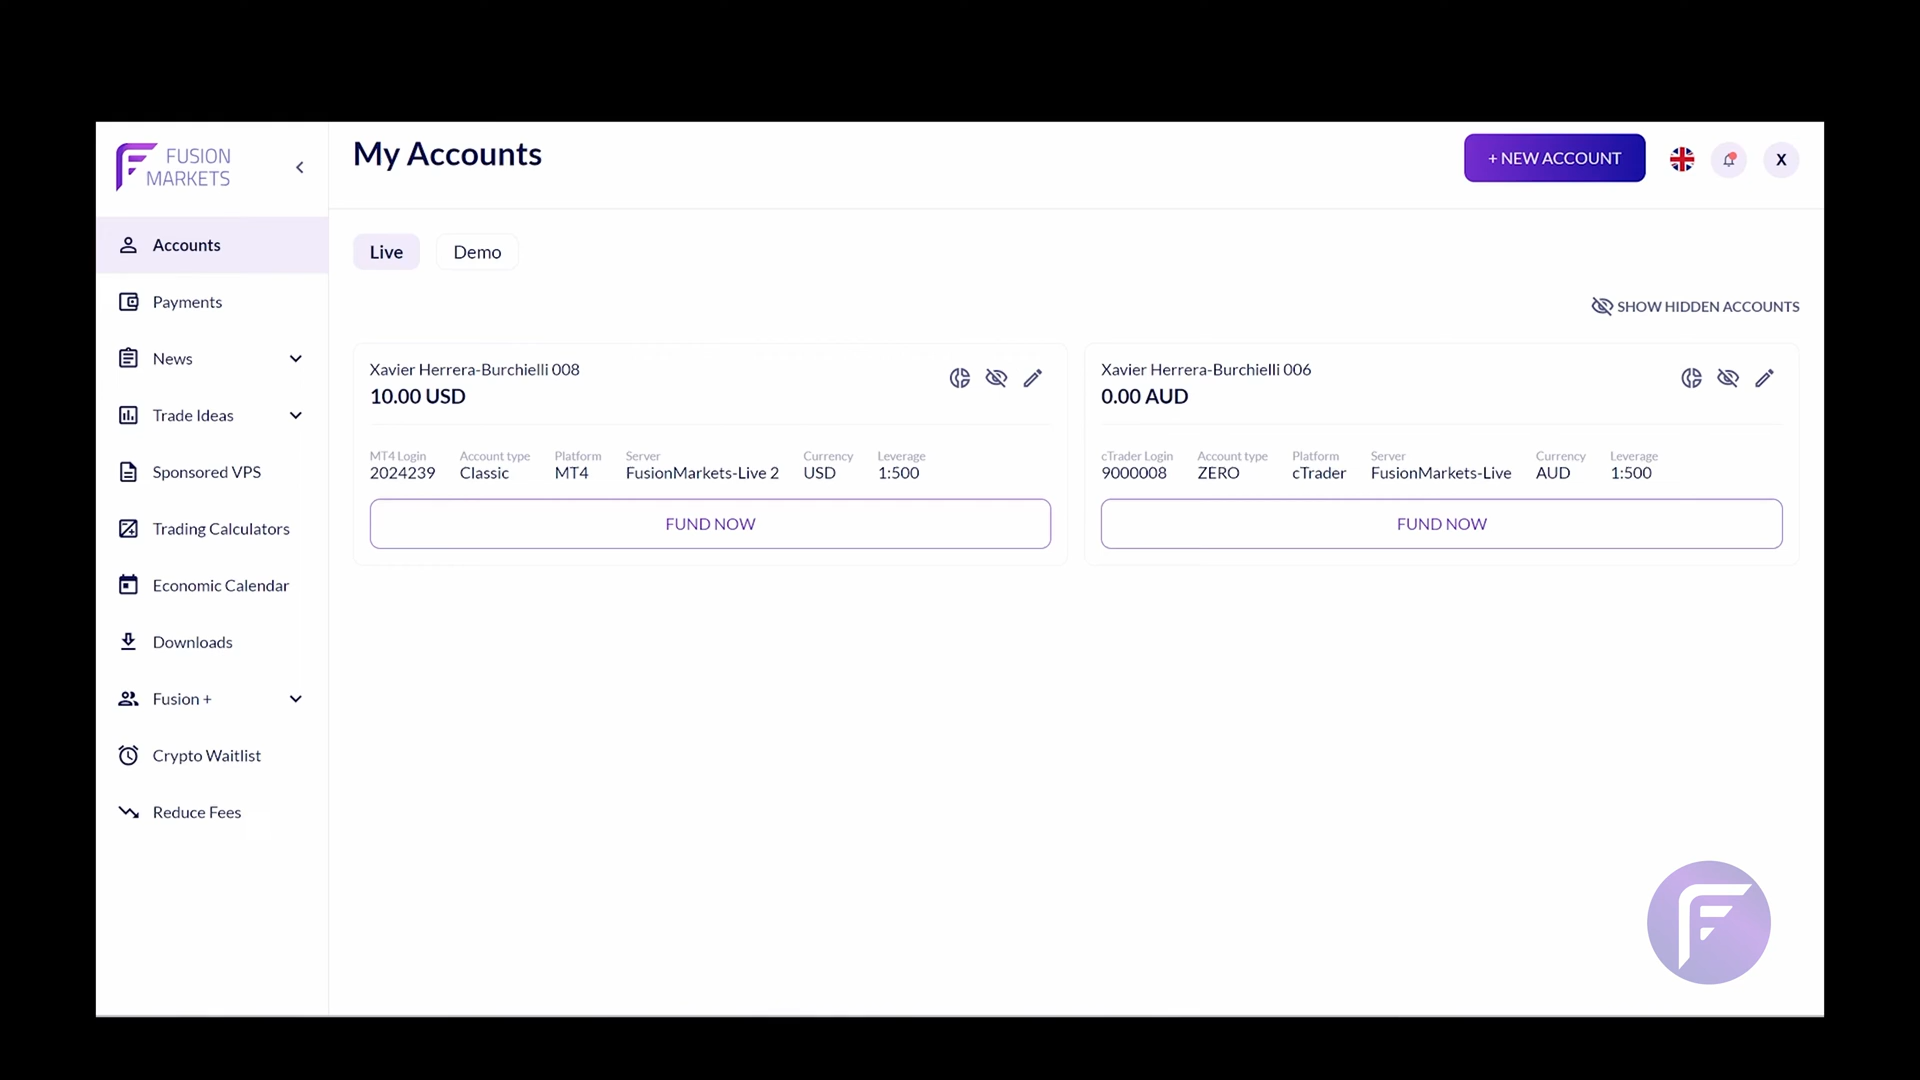 FUSION
MARKETS
My Accounts
+ NEW ACCOUNT
X
Accounts
Payments
News
Trade Ideas
Sponsored VPS
Trading Calculators
Economic Calendar
Downloads
Fusion +
Crypto Waitlist
Reduce Fees
Live
Demo
SHOW HIDDEN ACCOUNTS
Xavier Herrera-Burchielli 008
10.00 USD
MT4 Login Account type Platform Server Currency Leverage
2024239 Classic MT4 FusionMarkets-Live 2 USD 1:500
FUND NOW
Xavier Herrera-Burchielli 006
0.00 AUD
cTrader Login Account type Platform Server Currency Leverage
9000008 ZERO cTrader FusionMarkets-Live AUD 1:500
FUND NOW